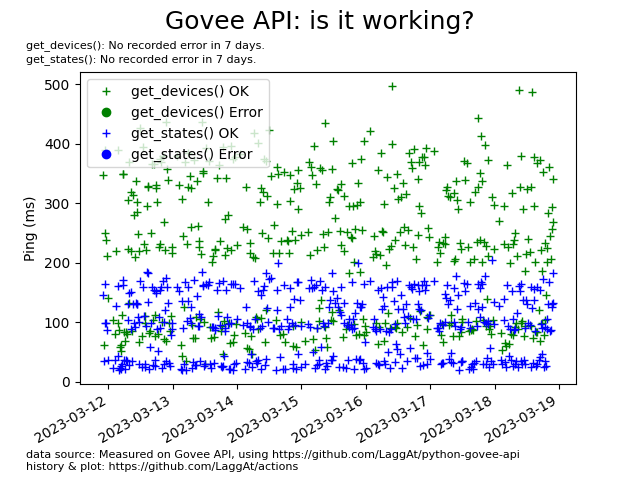 Govee API: is it working?
get_devices(): No recorded error in 7 days.
get_states(): No recorded error in 7 days.
get_devices() OK
get_devices() Error
get_states() OK
get_states() Error
Ping (ms)
500
400
300
200
100
0
2023-03-12
2023-03-13
2023-03-14
2023-03-15
2023-03-16
2023-03-17
2023-03-18
2023-03-19
data source: Measured on Govee API, using https://github.com/LaggAt/python-govee-api
history & plot: https://github.com/LaggAt/actions